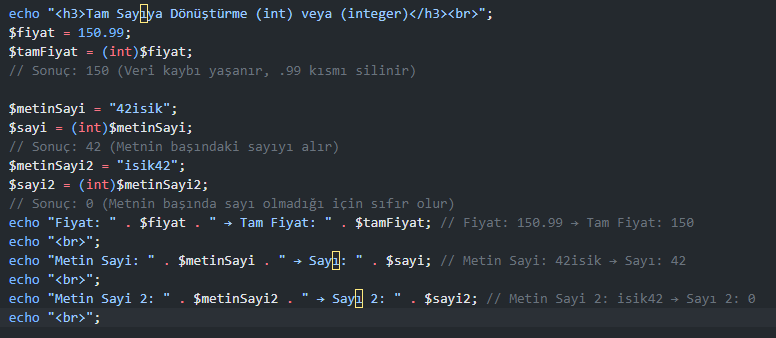 echo "<h3>Tam Sayıya Dönüştürme (int) veya (integer)</h3><br>";
$fiyat = 150.99;
$tamFiyat = (int)$fiyat;
// Sonuç: 150 (Veri kaybı yaşanır, .99 kısmı silinir)

$metinSayi = "42isik";
$sayi = (int)$metinSayi;
// Sonuç: 42 (Metnin başındaki sayıyı alır)
$metinSayi2 = "isik42";
$sayi2 = (int)$metinSayi2;
// Sonuç: 0 (Metnin başında sayı olmadığı için sıfır olur)
echo "Fiyat: " . $fiyat . " → Tam Fiyat: " . $tamFiyat; // Fiyat: 150.99 → Tam Fiyat: 150
echo "<br>";
echo "Metin Sayi: " . $metinSayi . " → Sayı: " . $sayi; // Metin Sayi: 42isik → Sayı: 42
echo "<br>";
echo "Metin Sayi 2: " . $metinSayi2 . " → Sayı 2: " . $sayi2; // Metin Sayi 2: isik42 → Sayı 2: 0
echo "<br>";